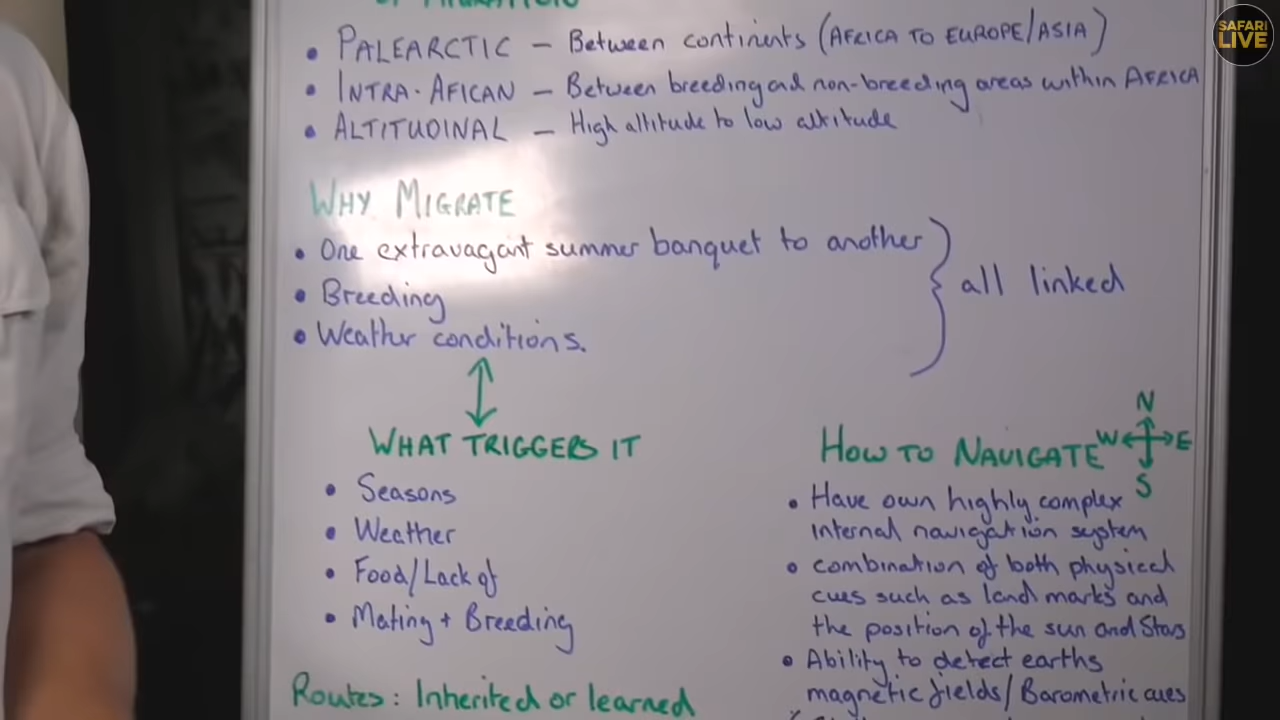 OF MIGRATION
SAFARI
LIVE
• PALEARCTIC - Between continents (AFRICA TO EUROPE/ASIA)
• INTRA-AFICAN - Between breeding and non-breeding areas within AFRICA
• ALTITUDINAL - High altitude to low altitude
WHY MIGRATE
• One extravagant summer banquet to another
• Breeding
• Weather conditions.
all linked
WHAT TRIGGERS IT
• Seasons
• Weather
• Food/Lack of
• Mating + Breeding
Routes: Inherited or learned
HOW TO NAVIGATE
N
W E
S
• Have own highly complex
internal navigation system
• combination of both physical
cues such as land marks and
the position of the sun and stars
• Ability to detect earths
magnetic fields/Barometric cues